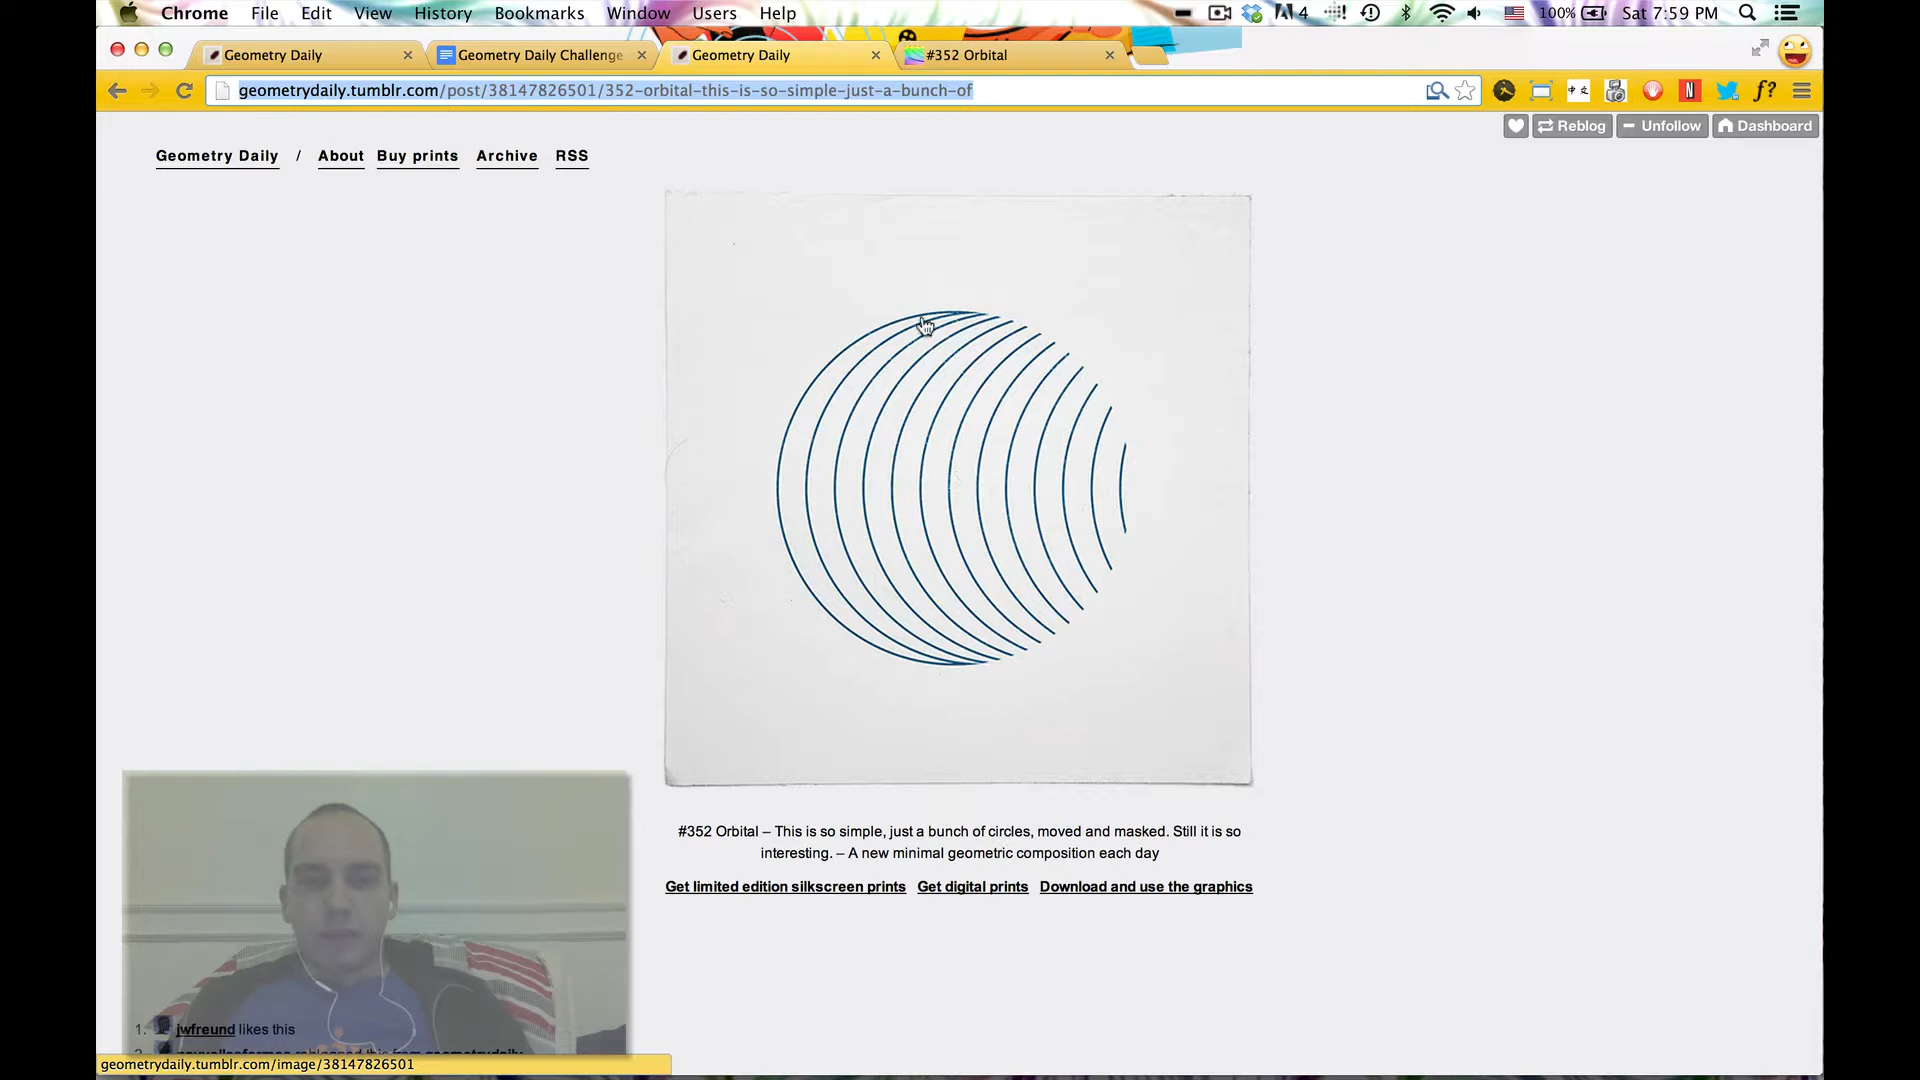 Chrome File Edit View History Bookmarks Window Users Help
4 100% Sat 7:59 PM
Geometry Daily
Geometry Daily Challenge
Geometry Daily
#352 Orbital
geometrydaily.tumblr.com/post/38147826501/352-orbital-this-is-so-simple-just-a-bunch-of
中文
N
f?
Reblog Unfollow Dashboard
Geometry Daily / About Buy prints Archive RSS
#352 Orbital – This is so simple, just a bunch of circles, moved and masked. Still it is so
interesting. – A new minimal geometric composition each day
Get limited edition silkscreen prints Get digital prints Download and use the graphics
1. jwfreund likes this
geometrydaily.tumblr.com/image/38147826501